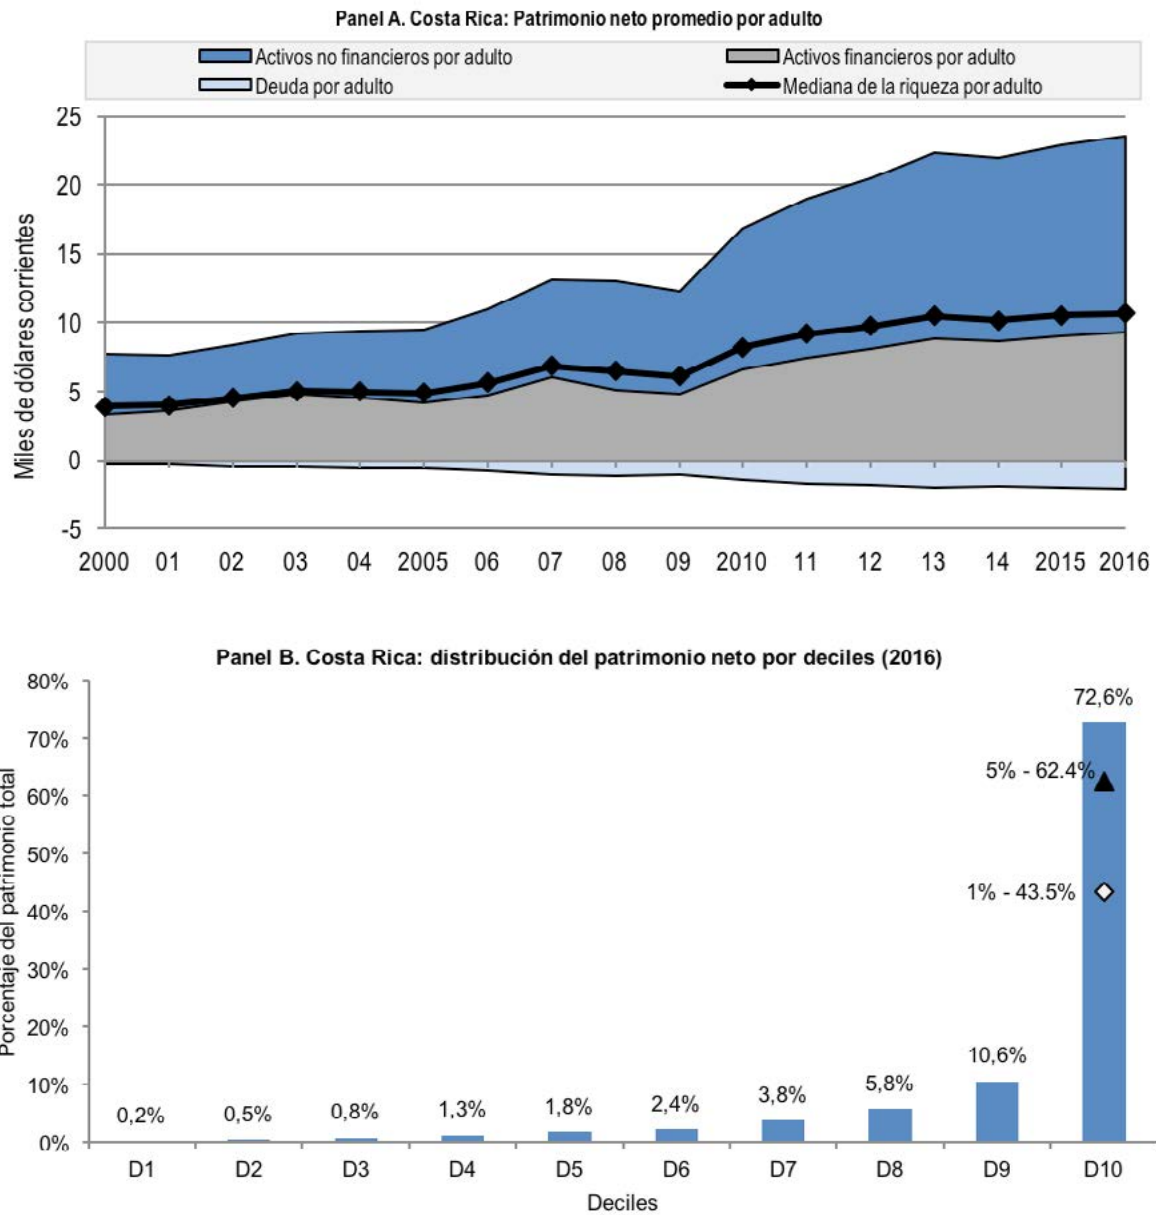 Panel A. Costa Rica: Patrimonio neto promedio por adulto
Activos no financieros por adulto
Activos financieros por adulto
Deuda por adulto
Mediana de la riqueza por adulto
Miles de dólares corrientes
25
20
15
10
5
0
-5
2000 01 02 03 04 2005 06 07 08 09 2010 11 12 13 14 2015 2016
Panel B. Costa Rica: distribución del patrimonio neto por deciles (2016)
Porcentaje del patrimonio total
80%
70%
60%
50%
40%
30%
20%
10%
0%
72,6%
5% - 62.4%
1% - 43.5%
0,2% 0,5% 0,8% 1,3% 1,8% 2,4% 3,8% 5,8% 10,6%
D1 D2 D3 D4 D5 D6 D7 D8 D9 D10
Deciles